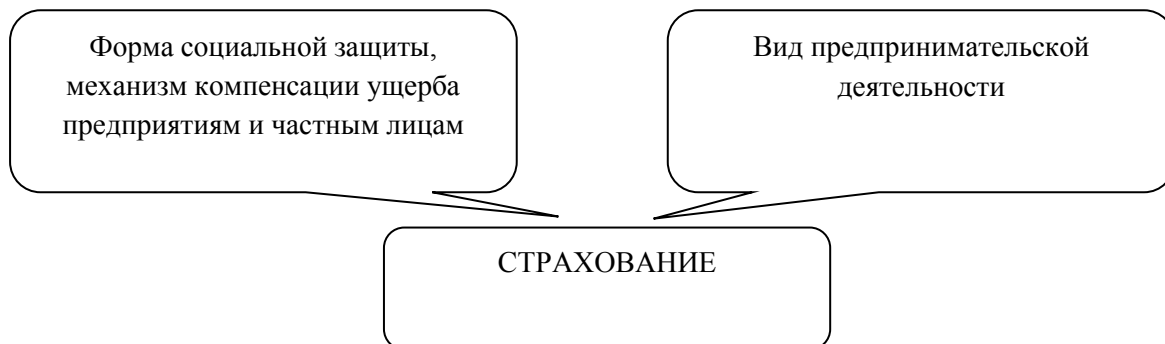 Форма социальной защиты,
механизм компенсации ущерба
предприятиям и частным лицам
Вид предпринимательской
деятельности
СТРАХОВАНИЕ